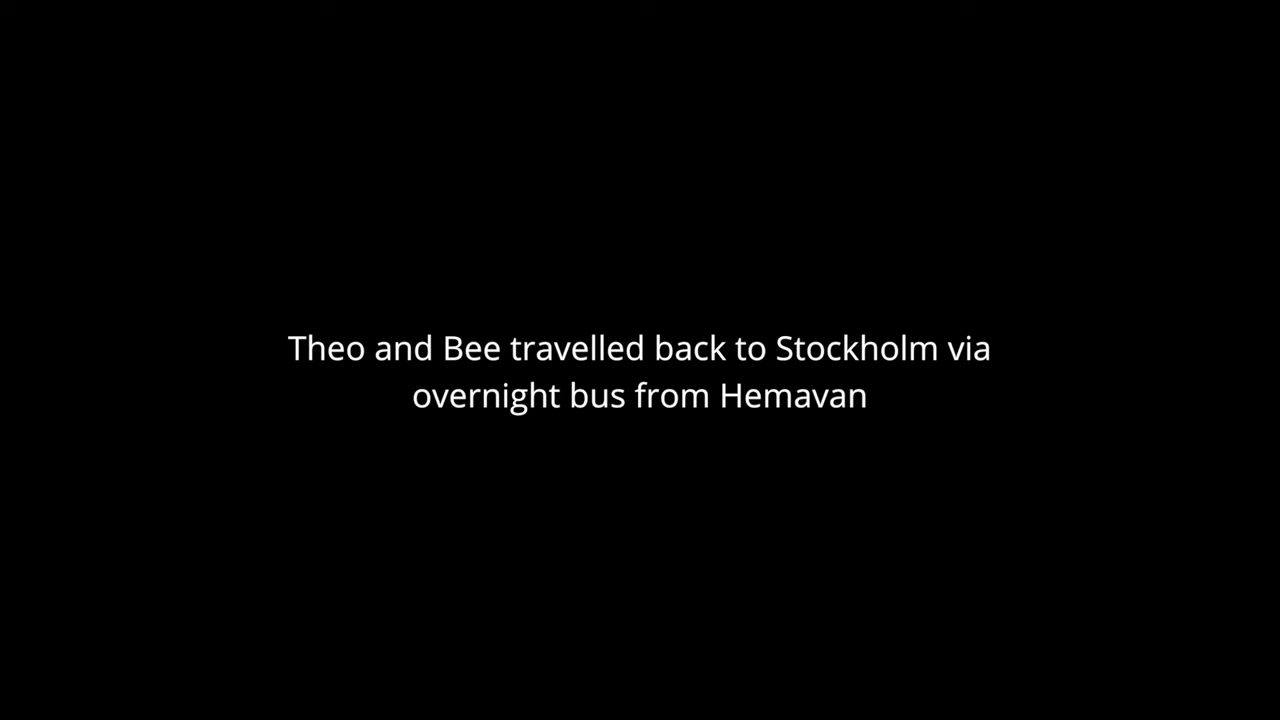 Theo and Bee travelled back to Stockholm via
overnight bus from Hemavan